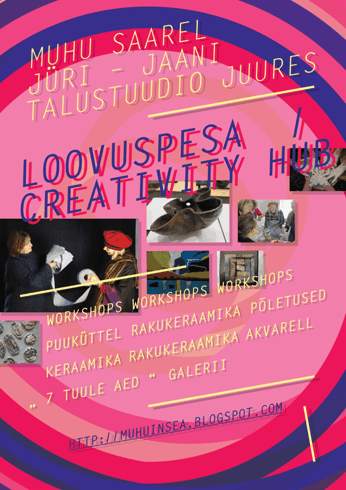 MUHU SAAREL
JÜRI - JAANI
TALUSTUUDIO JUURES
LOOVUSPESA /
CREATIVITY HUB
WORKSHOPS WORKSHOPS WORKSHOPS
PUUKÜTTEL RAKUKERAAMIKA PÕLETUSED
KERAAMIKA RAKUKERAAMIKA AKVARELL
„ 7 TUULE AED “ GALERII
HTTP://MUHUINSEA.BLOGSPOT.COM